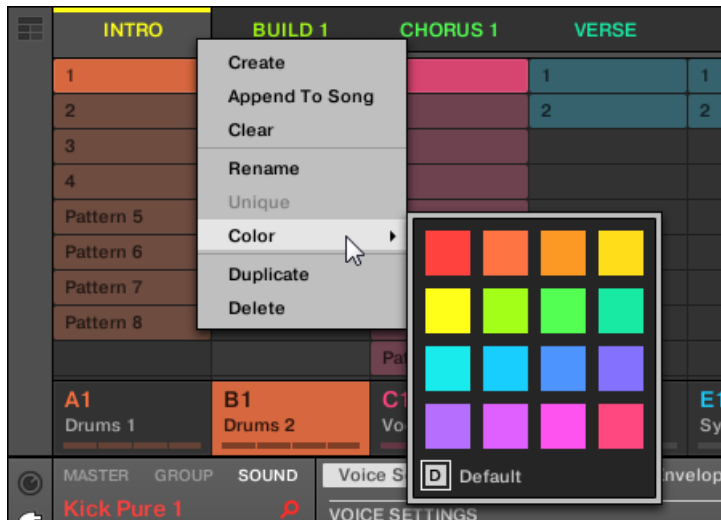 INTRO BUILD 1 CHORUS 1 VERSE
1 1 1
2 2 2
3
4
Pattern 5
Pattern 6
Pattern 7
Pattern 8
Create
Append To Song
Clear
Rename
Unique
Color
Duplicate
Delete
D Default
A1 B1 E1
Drums 1 Drums 2
MASTER GROUP SOUND
Kick Pure 1
VOICE SETTINGS